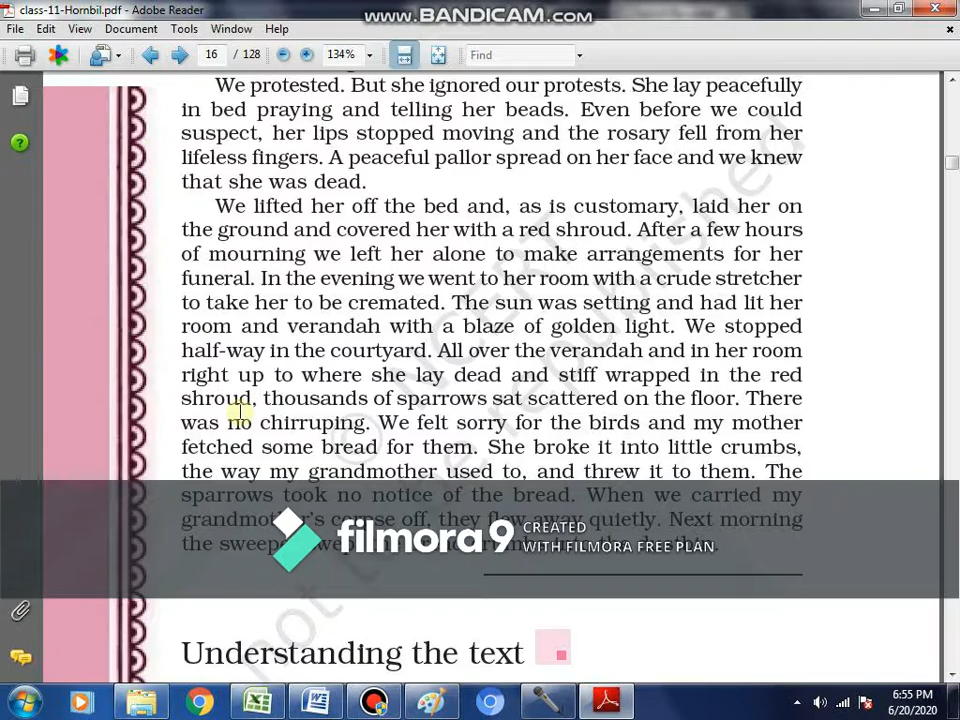 class-11-Hornbil.pdf - Adobe Reader
www.BANDICAM.com
File Edit View Document Tools Window Help
16 / 128 134% Find
We protested. But she ignored our protests. She lay peacefully
in bed praying and telling her beads. Even before we could
suspect, her lips stopped moving and the rosary fell from her
lifeless fingers. A peaceful pallor spread on her face and we knew
that she was dead.
We lifted her off the bed and, as is customary, laid her on
the ground and covered her with a red shroud. After a few hours
of mourning we left her alone to make arrangements for her
funeral. In the evening we went to her room with a crude stretcher
to take her to be cremated. The sun was setting and had lit her
room and verandah with a blaze of golden light. We stopped
half-way in the courtyard. All over the verandah and in her room
right up to where she lay dead and stiff wrapped in the red
shroud, thousands of sparrows sat scattered on the floor. There
was no chirruping. We felt sorry for the birds and my mother
fetched some bread for them. She broke it into little crumbs,
the way my grandmother used to, and threw it to them. The
sparrows took no notice of the bread. When we carried my
grandmother's corpse off, they flew away quietly. Next morning
the sweeper
filmora9 CREATED
WITH FILMORA FREE PLAN
© NCERT
not to be republished
Understanding the text
6:55 PM
6/20/2020